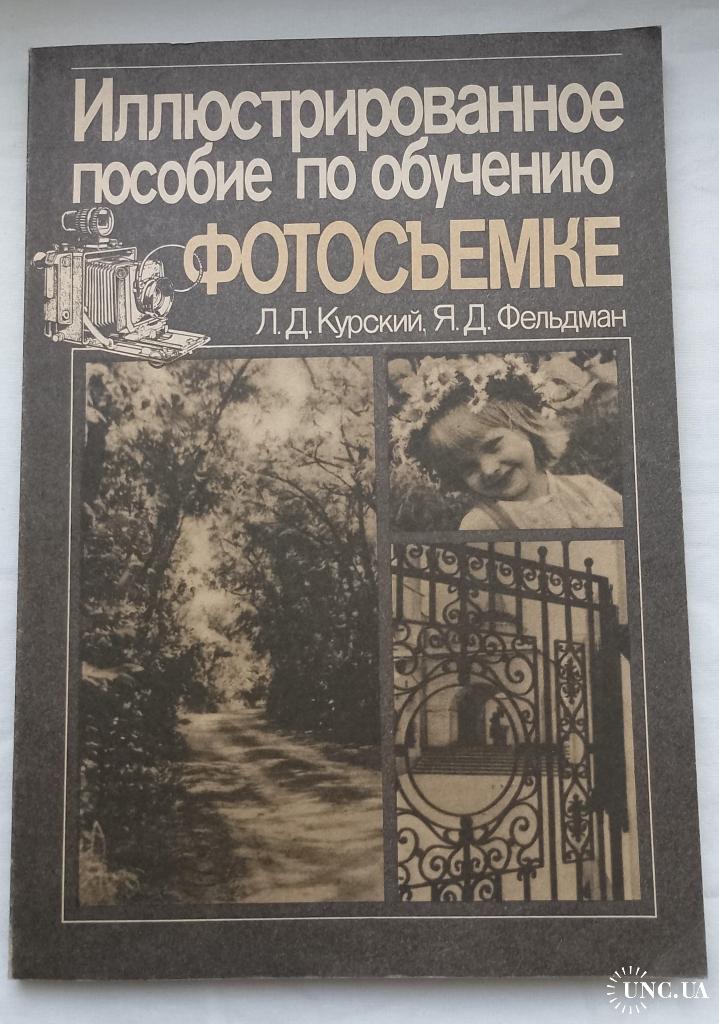 Иллюстрированное
пособие по обучению
ФОТОСЪЕМКЕ
Л. Д. Курский, Я. Д. Фельдман
UNC.UA